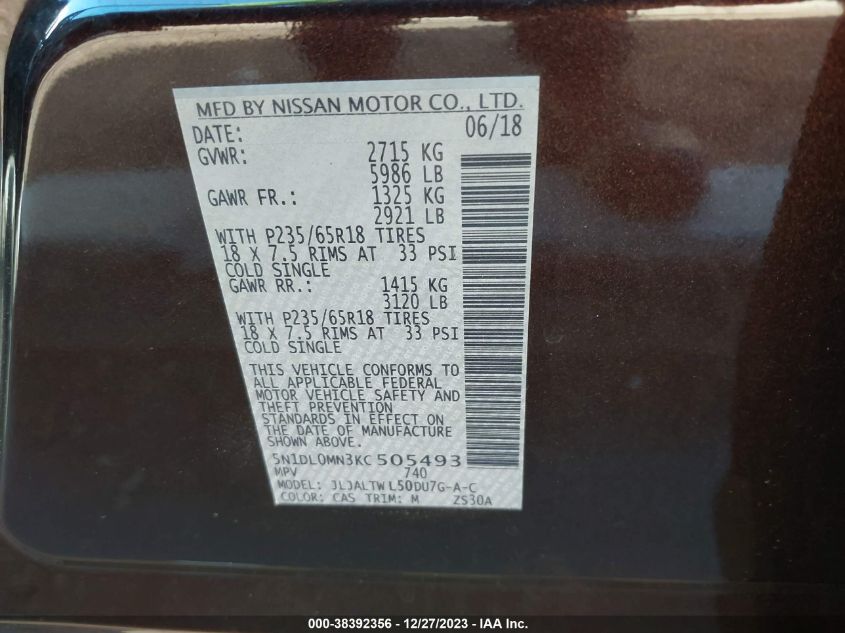 MFD BY NISSAN MOTOR CO., LTD.
DATE: 06/18
GVWR: 2715 KG
5986 LB
GAWR FR.: 1325 KG
2921 LB
WITH P235/65R18 TIRES
18 X 7.5 RIMS AT 33 PSI
COLD SINGLE
GAWR RR.: 1415 KG
3120 LB
WITH P235/65R18 TIRES
18 X 7.5 RIMS AT 33 PSI
COLD SINGLE
THIS VEHICLE CONFORMS TO
ALL APPLICABLE FEDERAL
MOTOR VEHICLE SAFETY AND
THEFT PREVENTION
STANDARDS IN EFFECT ON
THE DATE OF MANUFACTURE
SHOWN ABOVE.
5N1DL0MN3KC505493
MPV 740
MODEL: JLJALTWL50DU7G-A-C
COLOR: CAS TRIM: M ZS30A
000-38392356 - 12/27/2023 - IAA Inc.